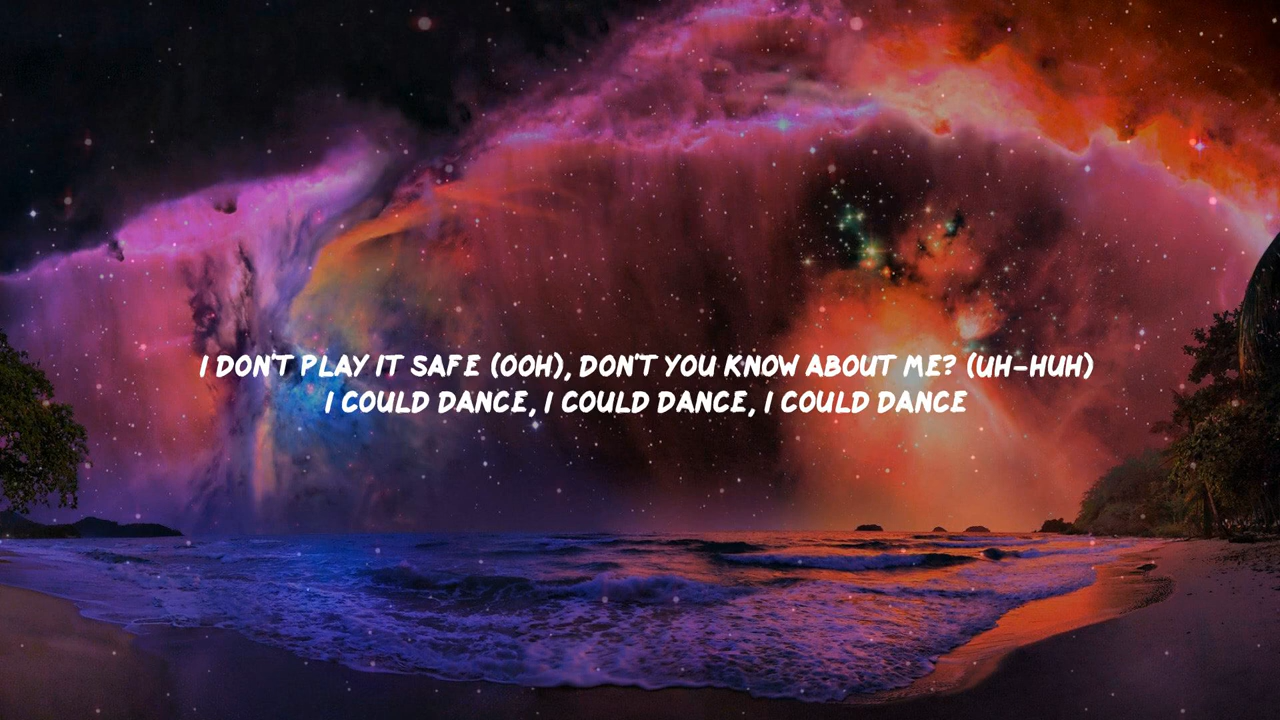 I DON'T PLAY IT SAFE (OOH), DON'T YOU KNOW ABOUT ME? (UH-HUH)
I COULD DANCE, I COULD DANCE, I COULD DANCE